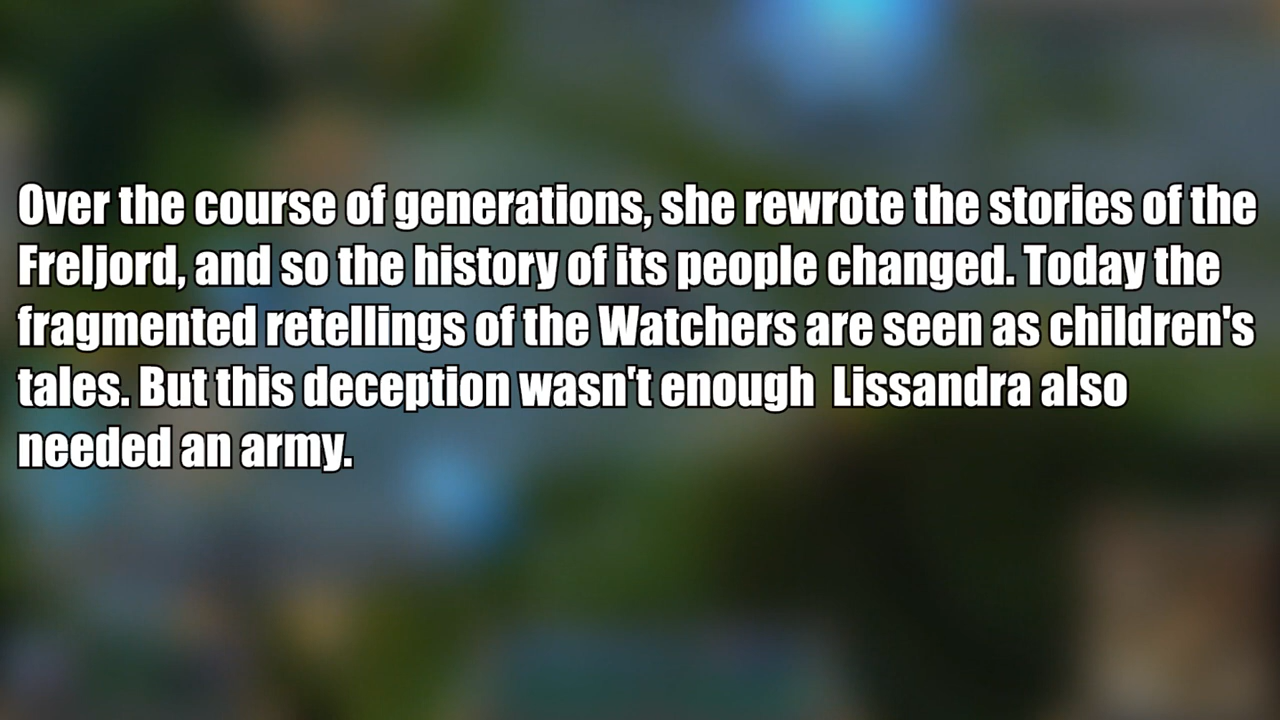 Over the course of generations, she rewrote the stories of the
Freljord, and so the history of its people changed. Today the
fragmented retellings of the Watchers are seen as children's
tales. But this deception wasn't enough  Lissandra also
needed an army.